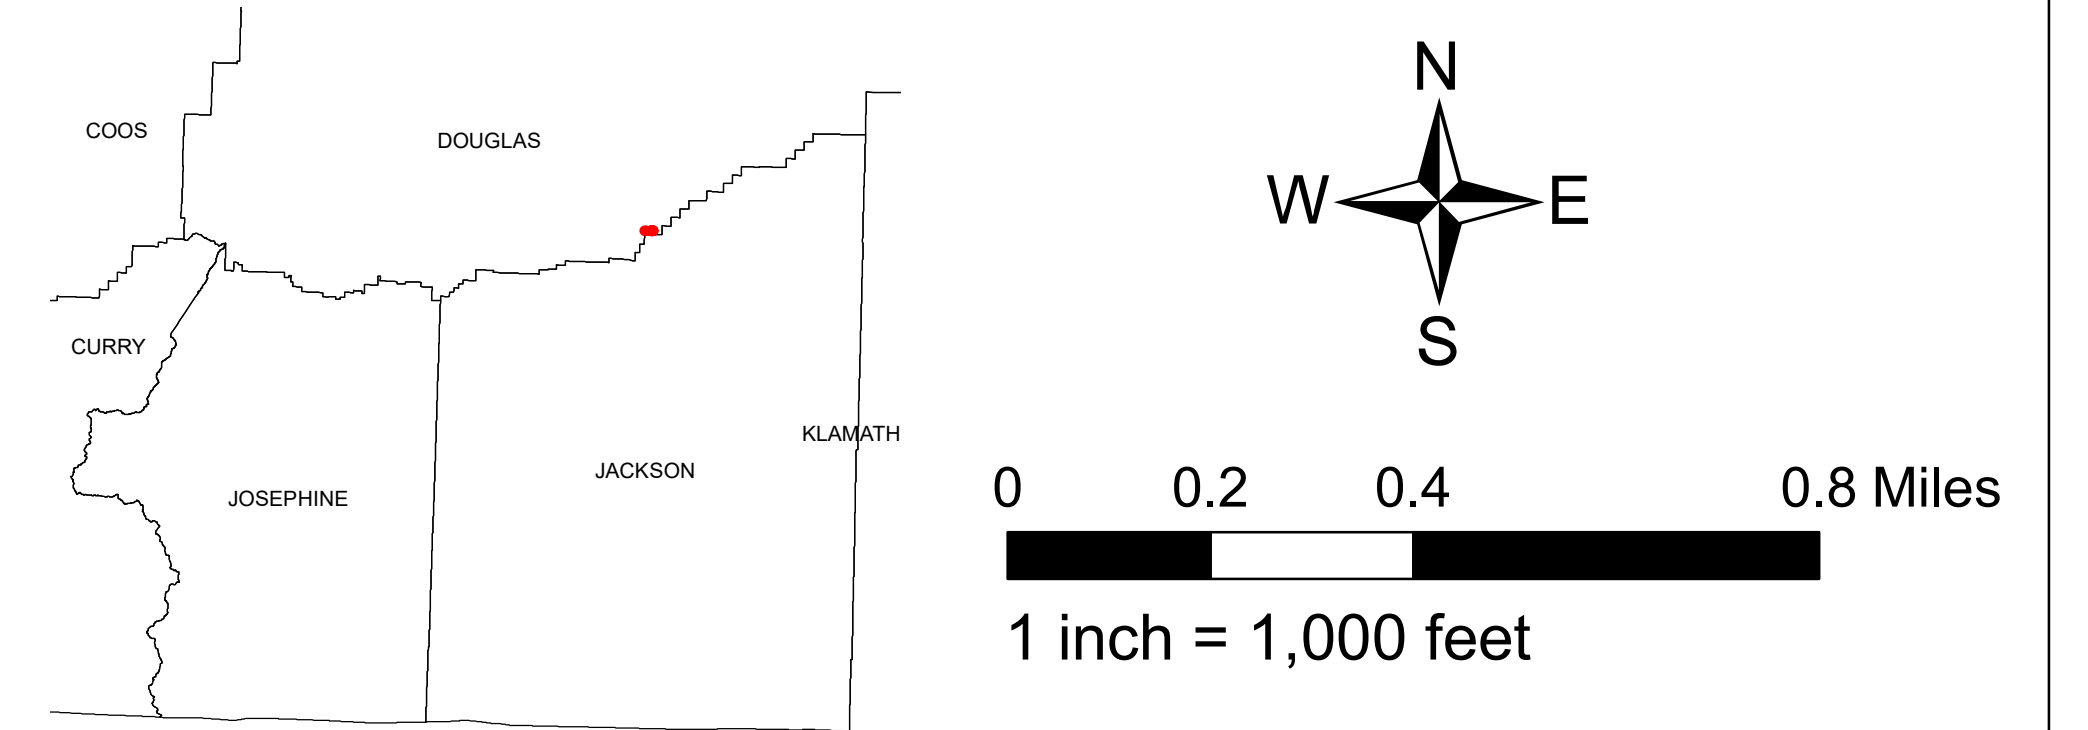 COOS
DOUGLAS
CURRY
KLAMATH
JACKSON
JOSEPHINE
N
W E
S
0 0.2 0.4 0.8 Miles
1 inch = 1,000 feet